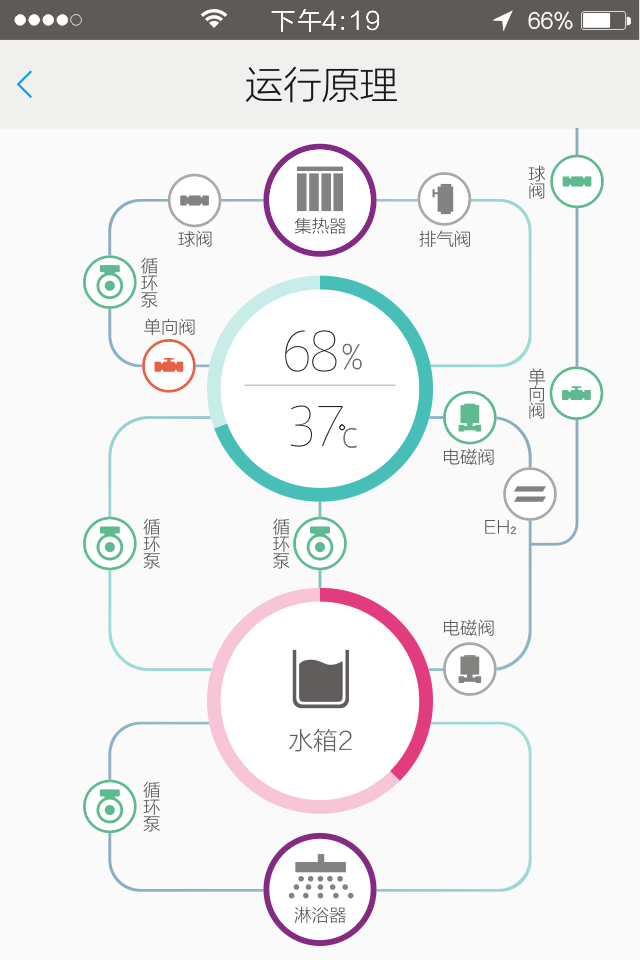 下午4:19
66%
运行原理
球阀
集热器
球阀
排气阀
循环泵
单向阀
68%
37℃
单向阀
电磁阀
EH₂
循环泵
循环泵
电磁阀
水箱2
循环泵
淋浴器